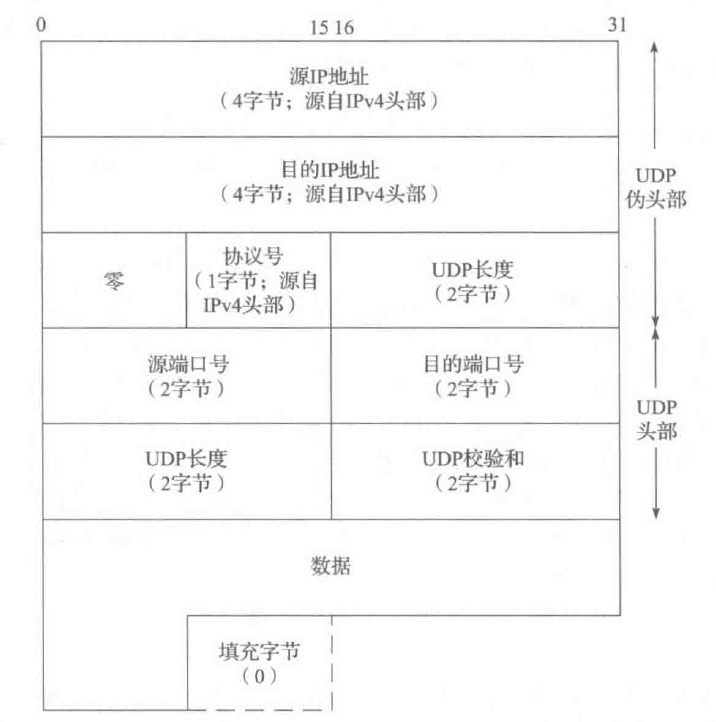 0 15 16 31
源IP地址
(4字节；源自IPv4头部)
目的IP地址
(4字节；源自IPv4头部)
UDP
伪头部
零
协议号
(1字节；源自
IPv4头部)
UDP长度
(2字节)
源端口号
(2字节)
目的端口号
(2字节)
UDP
头部
UDP长度
(2字节)
UDP校验和
(2字节)
数据
填充字节
(0)